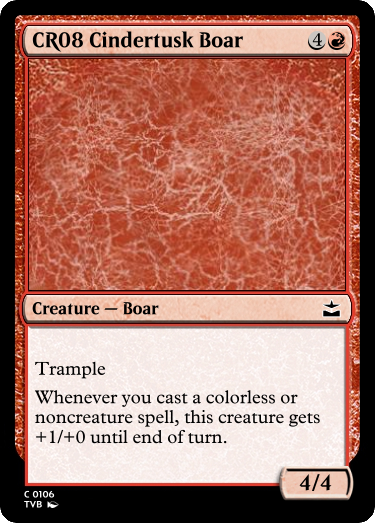 CR08 Cindertusk Boar 4
Creature — Boar
Trample
Whenever you cast a colorless or
noncreature spell, this creature gets
+1/+0 until end of turn.
4/4
C 0106
TVB